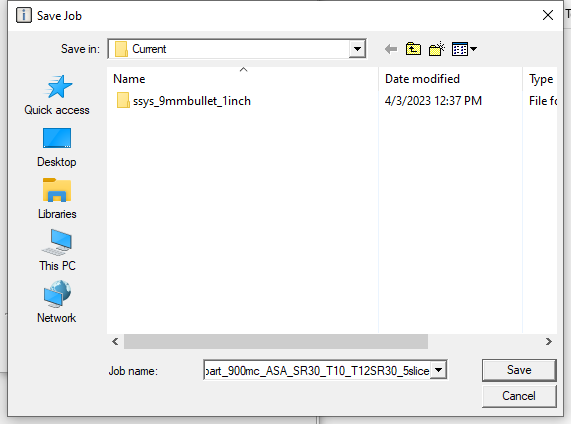 Save Job
Save in: Current
Name Date modified Type
ssys_9mmbullet_1inch 4/3/2023 12:37 PM File fo
Quick access
Desktop
Libraries
This PC
Network
Job name: part_900mc_ASA_SR30_T10_T12SR30_5slice
Save
Cancel